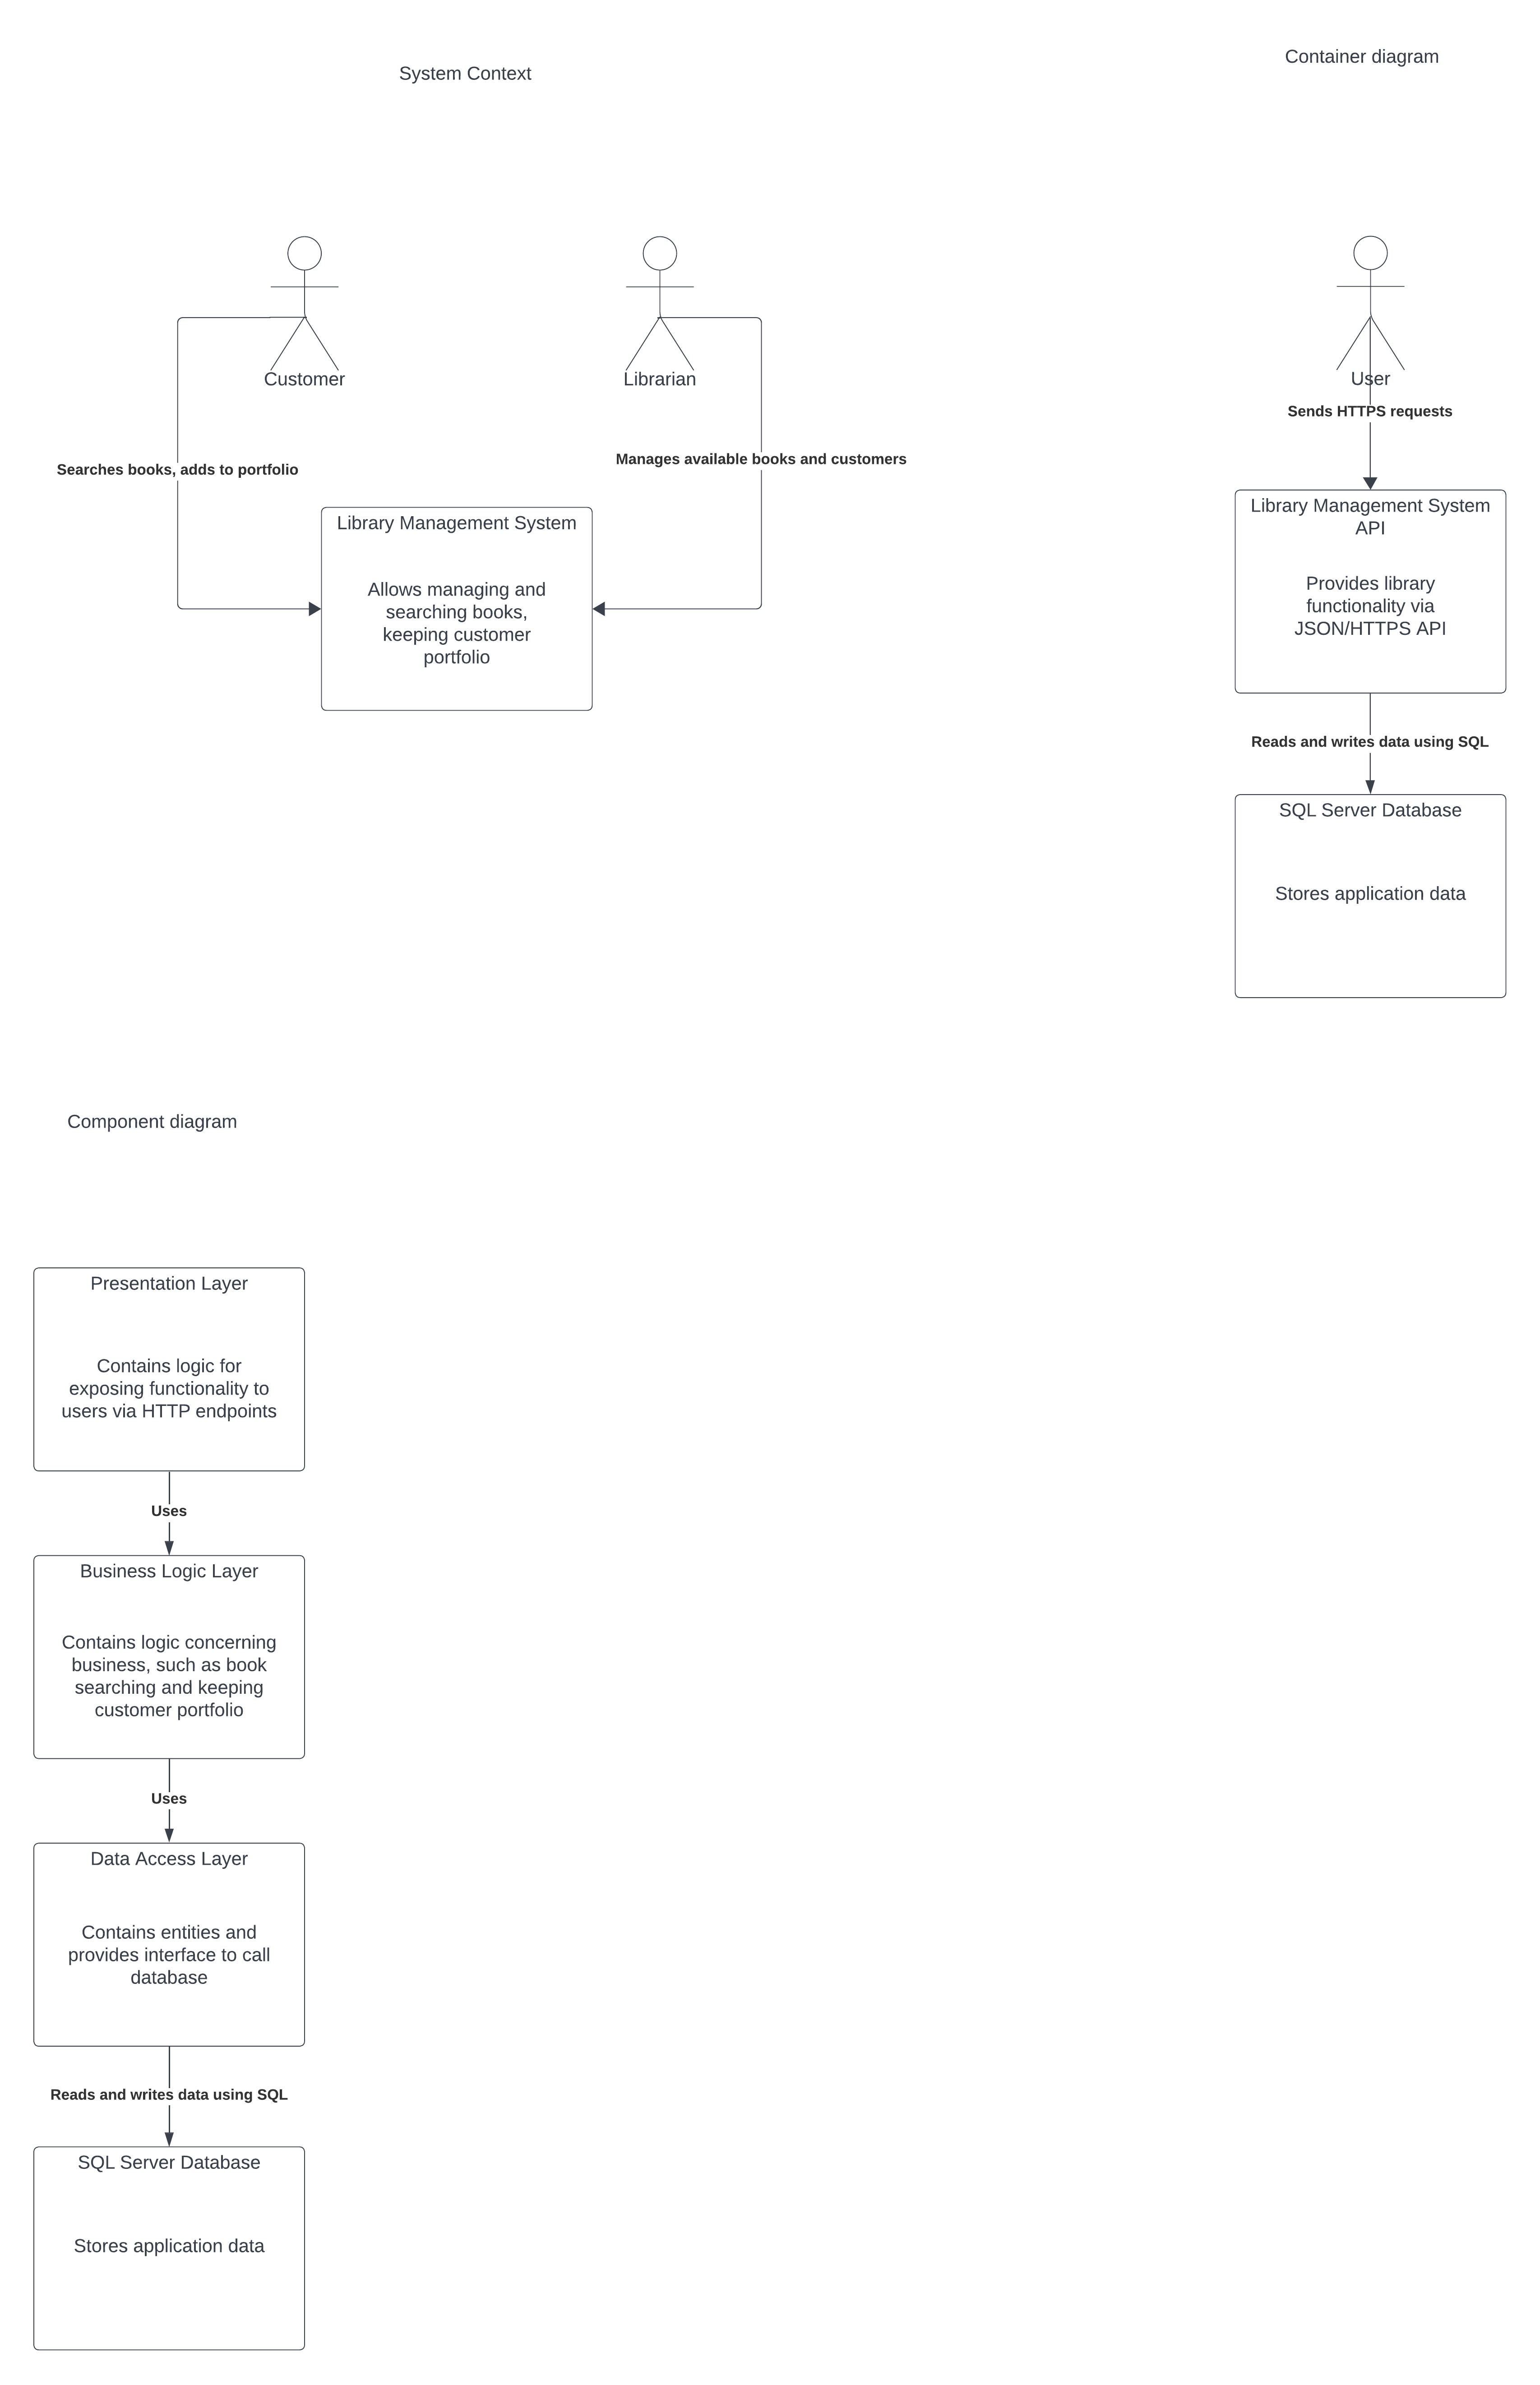 System Context
Customer
Librarian
Searches books, adds to portfolio
Manages available books and customers
Library Management System
Allows managing and
searching books,
keeping customer
portfolio
Container diagram
User
Sends HTTPS requests
Library Management System
API
Provides library
functionality via
JSON/HTTPS API
Reads and writes data using SQL
SQL Server Database
Stores application data
Component diagram
Presentation Layer
Contains logic for
exposing functionality to
users via HTTP endpoints
Uses
Business Logic Layer
Contains logic concerning
business, such as book
searching and keeping
customer portfolio
Uses
Data Access Layer
Contains entities and
provides interface to call
database
Reads and writes data using SQL
SQL Server Database
Stores application data